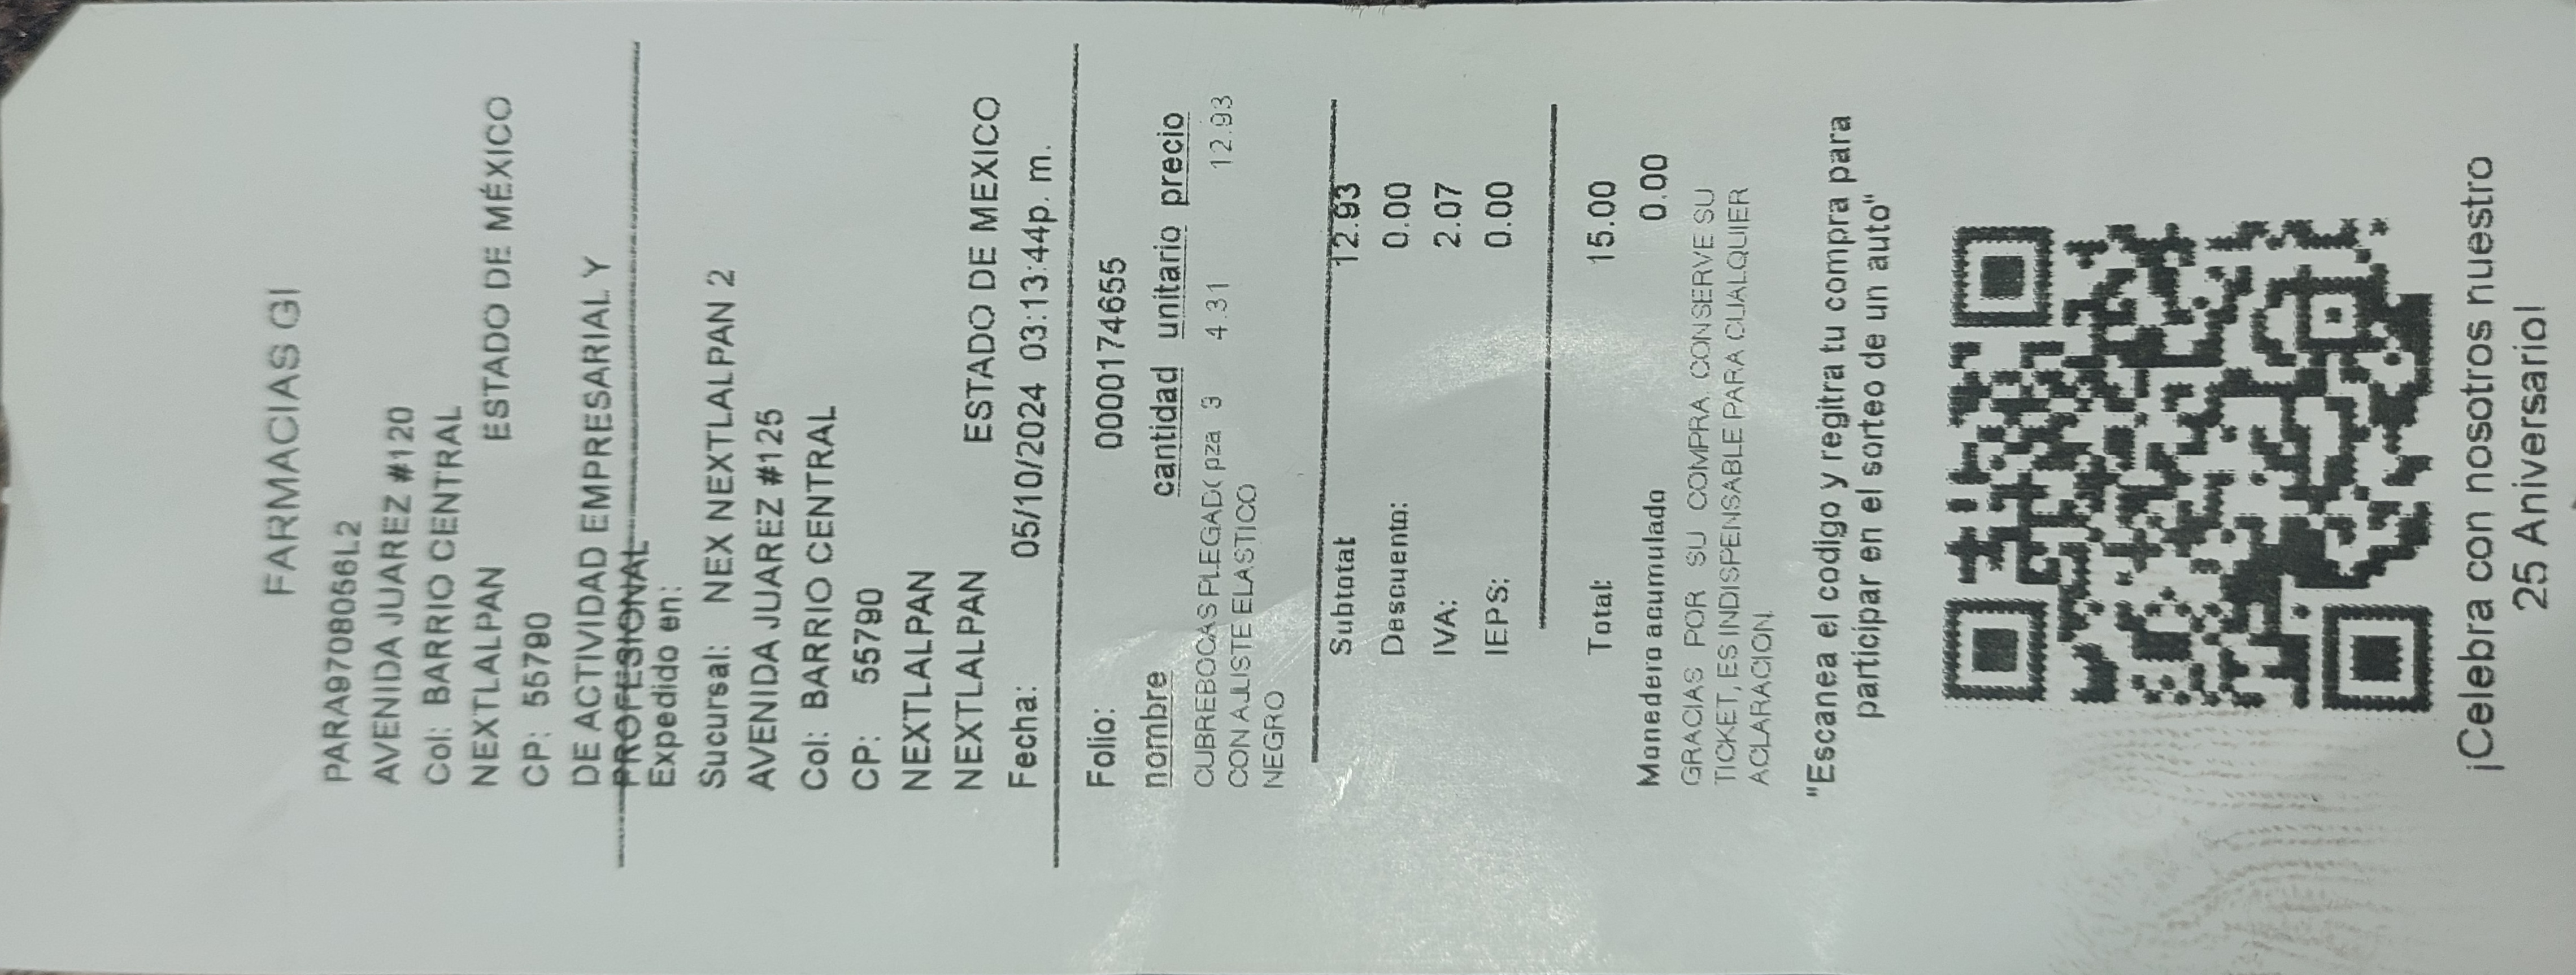 FARMACIAS GI
PARA9708056L2
AVENIDA JUAREZ #120
Col: BARRIO CENTRAL
NEXTLALPAN ESTADO DE MÉXICO
CP: 55790
DE ACTIVIDAD EMPRESARIAL Y
PROFESIONAL
Expedido en:
Sucursal: NEX NEXTLALPAN 2
AVENIDA JUAREZ #125
Col: BARRIO CENTRAL
CP: 55790
NEXTLALPAN
NEXTLALPAN ESTADO DE MEXICO
Fecha: 05/10/2024 03:13:44p. m.
Folio: 0000174655
nombre cantidad unitario precio
CUBREBOCAS PLEGAD( pza 3 4.31 12.93
CON AJUSTE ELASTICO
NEGRO
Subtotat 12.93
Descuento: 0.00
IVA: 2.07
IEPS: 0.00
Total: 15.00
Monedero acumulado 0.00
GRACIAS POR SU COMPRA, CONSERVE SU
TICKET, ES INDISPENSABLE PARA CUALQUIER
ACLARACION.
"Escanea el codigo y regitra tu compra para
participar en el sorteo de un auto"
¡Celebra con nosotros nuestro
25 Aniversario!